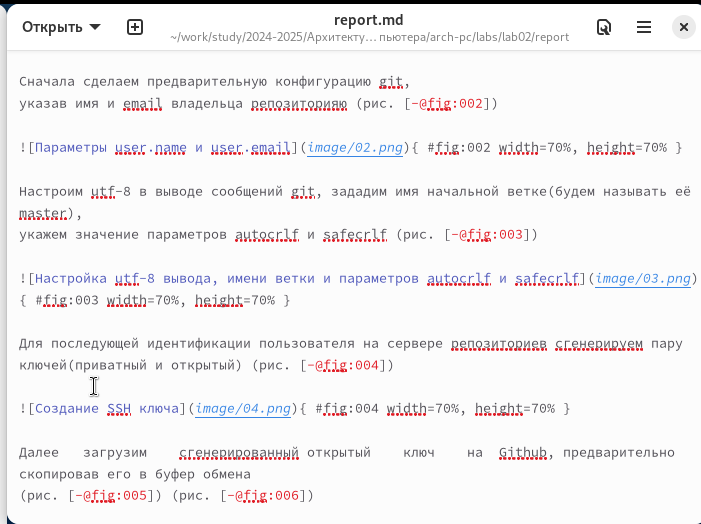 Открыть
report.md
~/work/study/2024-2025/Архитекту… пьютера/arch-pc/labs/lab02/report
Сначала сделаем предварительную конфигурацию git,
указав имя и email владельца репозиторияю (рис. [-@fig:002])
![Параметры user.name и user.email](image/02.png){ #fig:002 width=70%, height=70% }
Настроим utf-8 в выводе сообщений git, зададим имя начальной ветке(будем называть её
master),
укажем значение параметров autocrlf и safecrlf (рис. [-@fig:003])
![Настройка utf-8 вывода, имени ветки и параметров autocrlf и safecrlf](image/03.png)
{ #fig:003 width=70%, height=70% }
Для последующей идентификации пользователя на сервере репозиториев сгенерируем пару
ключей(приватный и открытый) (рис. [-@fig:004])
![Создание SSH ключа](image/04.png){ #fig:004 width=70%, height=70% }
Далее загрузим сгенерированный открытый ключ на Github, предварительно
скопировав его в буфер обмена
(рис. [-@fig:005]) (рис. [-@fig:006])